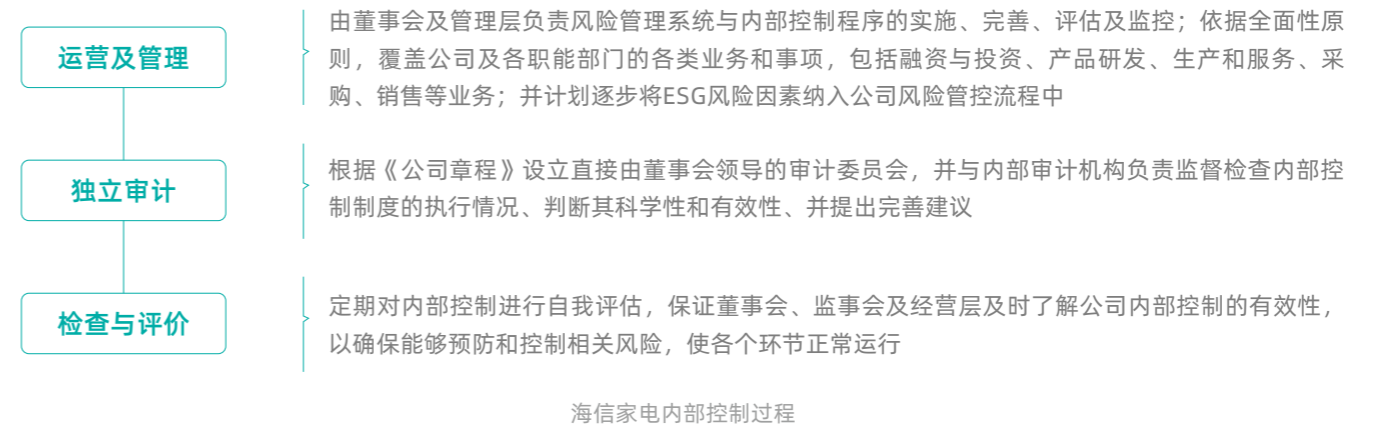 运营及管理
由董事会及管理层负责风险管理系统与内部控制程序的实施、完善、评估及监控；依据全面性原
则，覆盖公司及各职能部门的各类业务和事项，包括融资与投资、产品研发、生产和服务、采
购、销售等业务；并计划逐步将ESG风险因素纳入公司风险管控流程中
独立审计
根据《公司章程》设立直接由董事会领导的审计委员会，并与内部审计机构负责监督检查内部控
制制度的执行情况、判断其科学性和有效性、并提出完善建议
检查与评价
定期对内部控制进行自我评估，保证董事会、监事会及经营层及时了解公司内部控制的有效性，
以确保能够预防和控制相关风险，使各个环节正常运行
海信家电内部控制过程